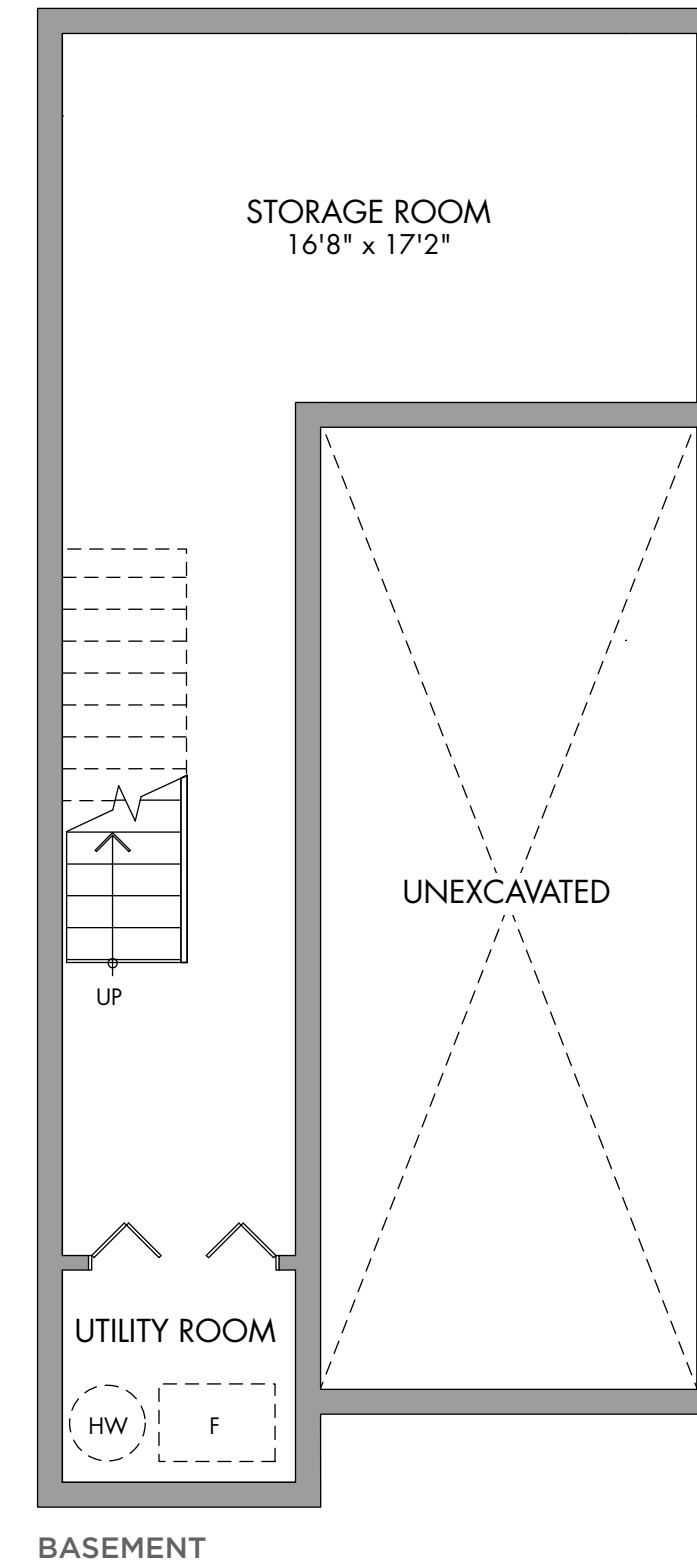 STORAGE ROOM
16'8" x 17'2"
UNEXCAVATED
UP
UTILITY ROOM
HW
F
BASEMENT